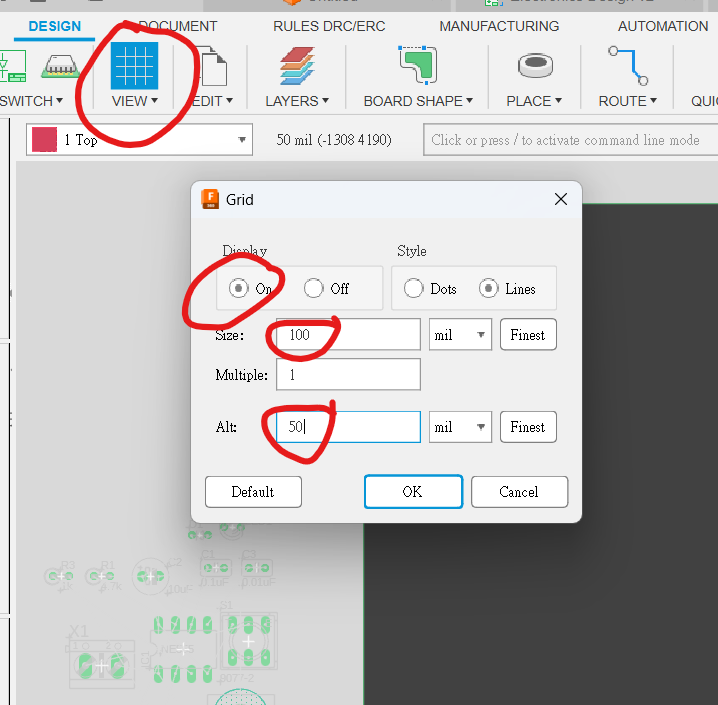 DESIGN DOCUMENT RULES DRC/ERC MANUFACTURING AUTOMATION
SWITCH VIEW EDIT LAYERS BOARD SHAPE PLACE ROUTE QUI
1 Top 50 mil (-1308 4190) Click or press / to activate command line mode
Grid
Display Style
On Off Dots Lines
Size: 100 mil Finest
Multiple: 1
Alt: 50 mil Finest
Default OK Cancel
R3 R1
X1 S1